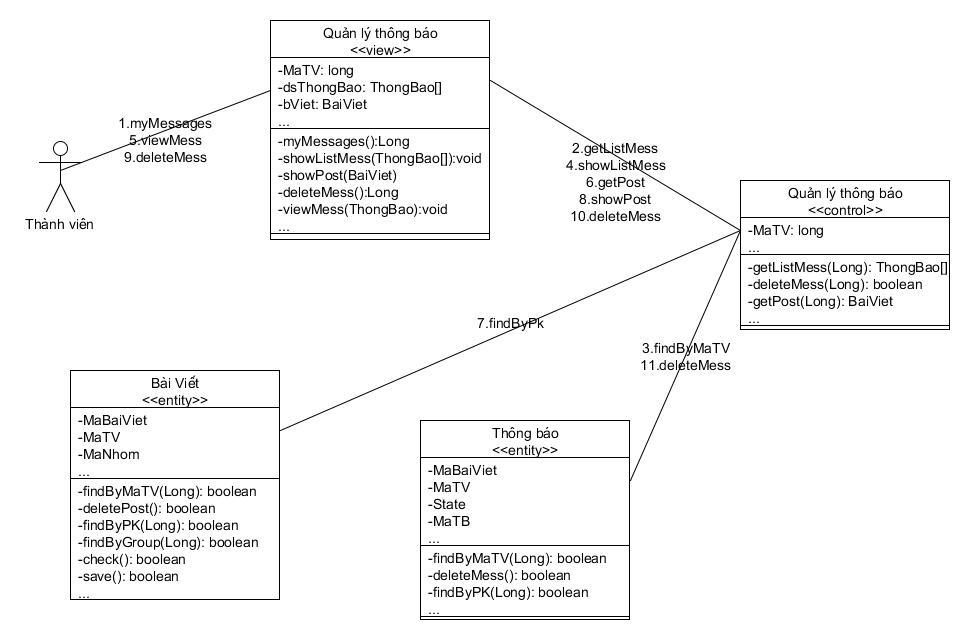 Quản lý thông báo
<<view>>
-MaTV: long
-dsThongBao: ThongBao[]
-bViet: BaiViet
...
-myMessages():Long
-showListMess(ThongBao[]):void
-showPost(BaiViet)
-deleteMess():Long
-viewMess(ThongBao):void
...
1.myMessages
5.viewMess
9.deleteMess
Thành viên
2.getListMess
4.showListMess
6.getPost
8.showPost
10.deleteMess
Quản lý thông báo
<<control>>
-MaTV: long
...
-getListMess(Long): ThongBao[]
-deleteMess(Long): boolean
-getPost(Long): BaiViet
...
7.findByPk
3.findByMaTV
11.deleteMess
Bài Viết
<<entity>>
-MaBaiViet
-MaTV
-MaNhom
...
-findByMaTV(Long): boolean
-deletePost(): boolean
-findByPK(Long): boolean
-findByGroup(Long): boolean
-check(): boolean
-save(): boolean
...
Thông báo
<<entity>>
-MaBaiViet
-MaTV
-State
-MaTB
...
-findByMaTV(Long): boolean
-deleteMess(): boolean
-findByPK(Long): boolean
...